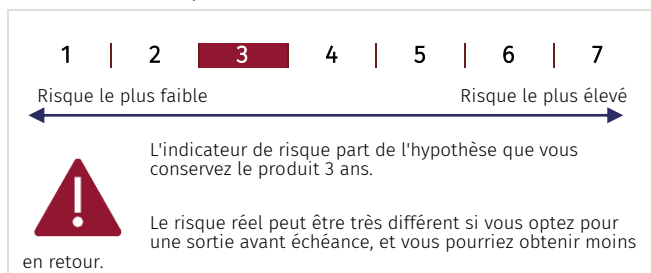 1 | 2 | 3 | 4 | 5 | 6 | 7
Risque le plus faible Risque le plus élevé
L'indicateur de risque part de l'hypothèse que vous
conservez le produit 3 ans.
Le risque réel peut être très différent si vous optez pour
une sortie avant échéance, et vous pourriez obtenir moins
en retour.